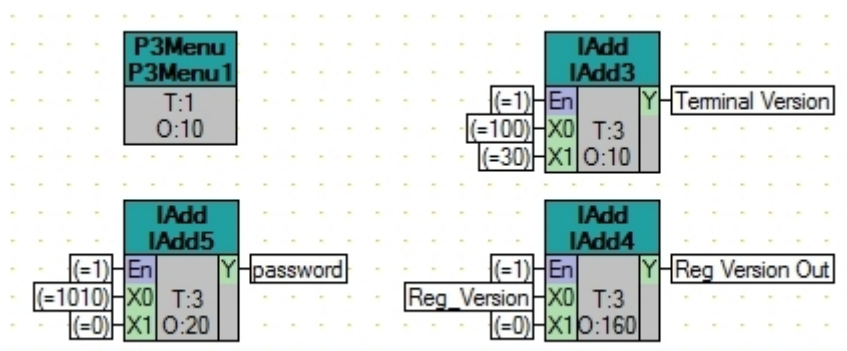 P3Menu
P3Menu1
T:1
O:10
IAdd
IAdd3
(=1) En Y Terminal Version
(=100) X0 T:3
(=30) X1 O:10
IAdd
IAdd5
(=1) En Y password
(=1010) X0 T:3
(=0) X1 O:20
IAdd
IAdd4
(=1) En Y Reg Version Out
Reg_Version X0 T:3
(=0) X1 O:160